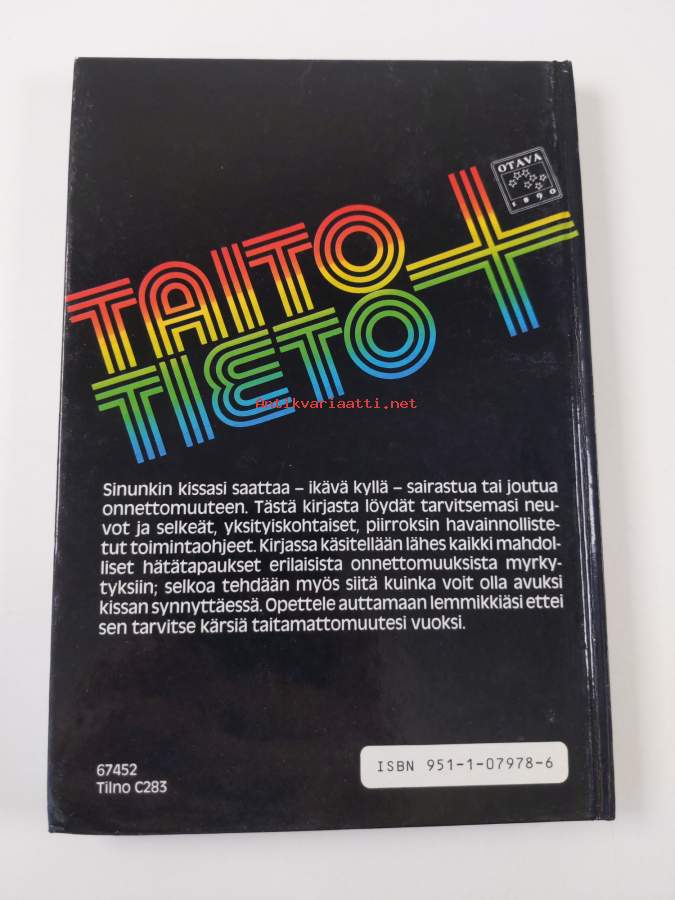 OTAVA
1890
TAITO +
TIETO
Antikvariaatti.net
Sinunkin kissasi saattaa – ikävä kyllä – sairastua tai joutua
onnettomuuteen. Tästä kirjasta löydät tarvitsemasi neu-
vot ja selkeät, yksityiskohtaiset, piirroksin havainnolliste-
tut toimintaohjeet. Kirjassa käsitellään lähes kaikki mahdol-
liset hätätapaukset erilaisista onnettomuuksista myrky-
tyksiin; selkoa tehdään myös siitä kuinka voit olla avuksi
kissan synnyttäessä. Opettele auttamaan lemmikkiäsi ettei
sen tarvitse kärsiä taitamattomuutesi vuoksi.
67452
Tilno C283
ISBN 951-1-07978-6